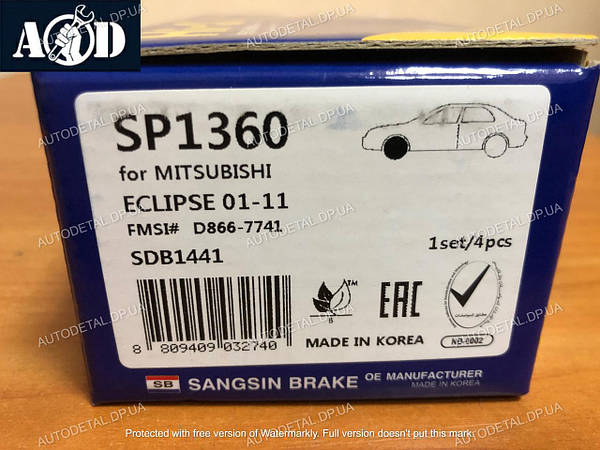 AD
SP1360
for MITSUBISHI
ECLIPSE 01-11
FMSI# D866-7741
SDB1441
1set/4pcs
TM
B
EAC
MADE IN KOREA
NB-0002
8 809409 032740
SB SANGSIN BRAKE OE MANUFACTURER
MADE IN KOREA
AUTODETAL.DP.UA
Protected with free version of Watermarkly. Full version doesn't put this mark.